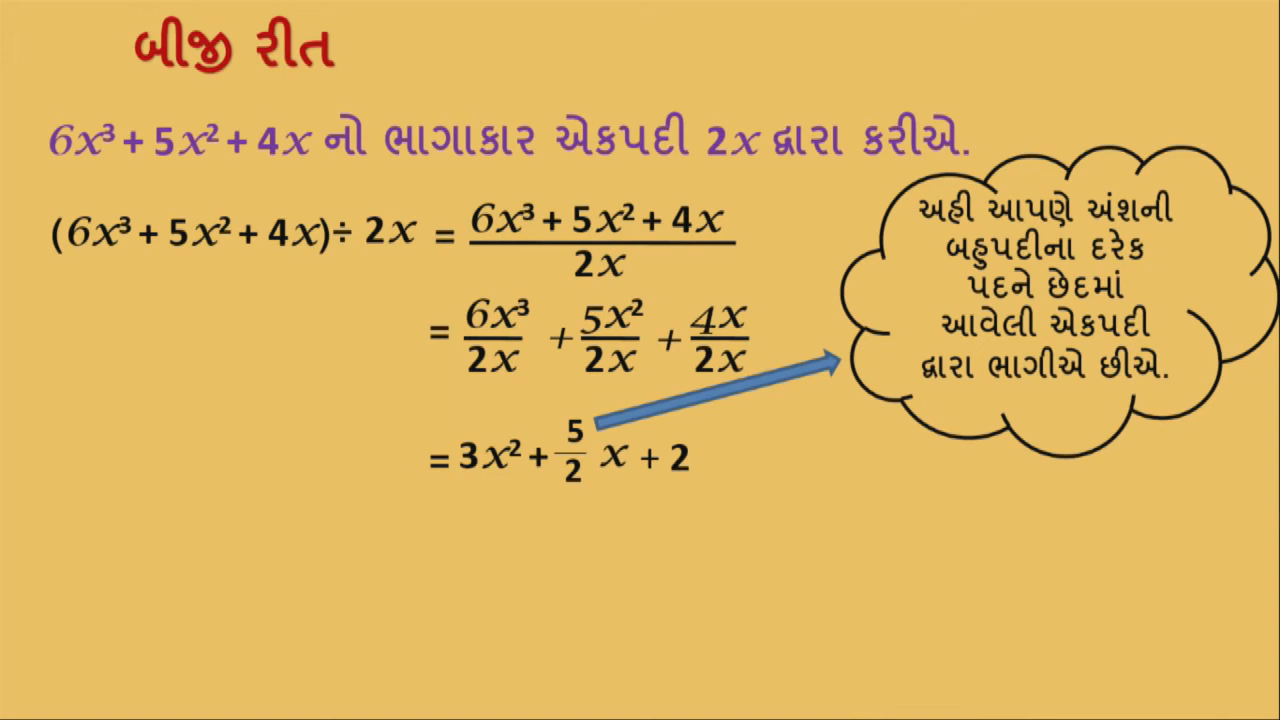 બીજી રીત
6x³ + 5x² + 4x નો ભાગાકાર એકપદી 2x દ્વારા કરીએ.
(6x³ + 5x² + 4x) ÷ 2x = (6x³ + 5x² + 4x)/2x
= 6x³/2x + 5x²/2x + 4x/2x
= 3x² + 5/2 x + 2
અહી આપણે અંશની
બહુપદીના દરેક
પદને છેદમાં
આવેલી એકપદી
દ્વારા ભાગીએ છીએ.